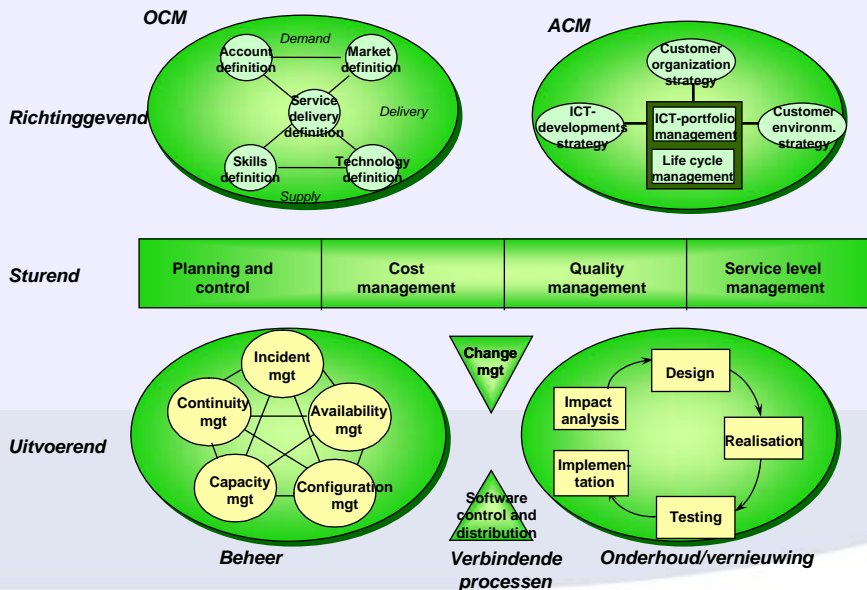 OCM
ACM
Demand
Account
definition
Market
definition
Service
delivery
definition
Delivery
Skills
definition
Technology
definition
Supply
Richtinggevend
Customer
organization
strategy
ICT-
developments
strategy
ICT-portfolio
management
Life cycle
management
Customer
environm.
strategy
Sturend
Planning and
control
Cost
management
Quality
management
Service level
management
Uitvoerend
Incident
mgt
Continuity
mgt
Availability
mgt
Capacity
mgt
Configuration
mgt
Beheer
Change
mgt
Software
control and
distribution
Verbindende
processen
Impact
analysis
Design
Realisation
Implemen-
tation
Testing
Onderhoud/vernieuwing